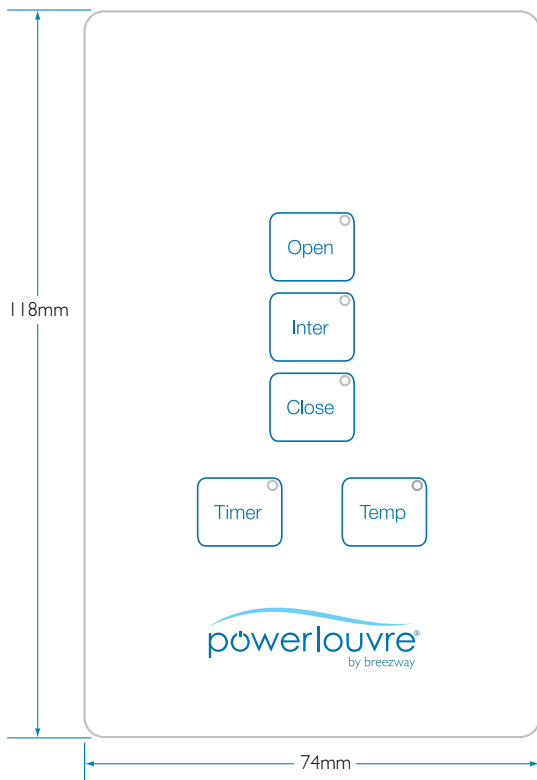 Open
Inter
118mm
Close
Timer Temp
powerlouvre®
by breezway
74mm